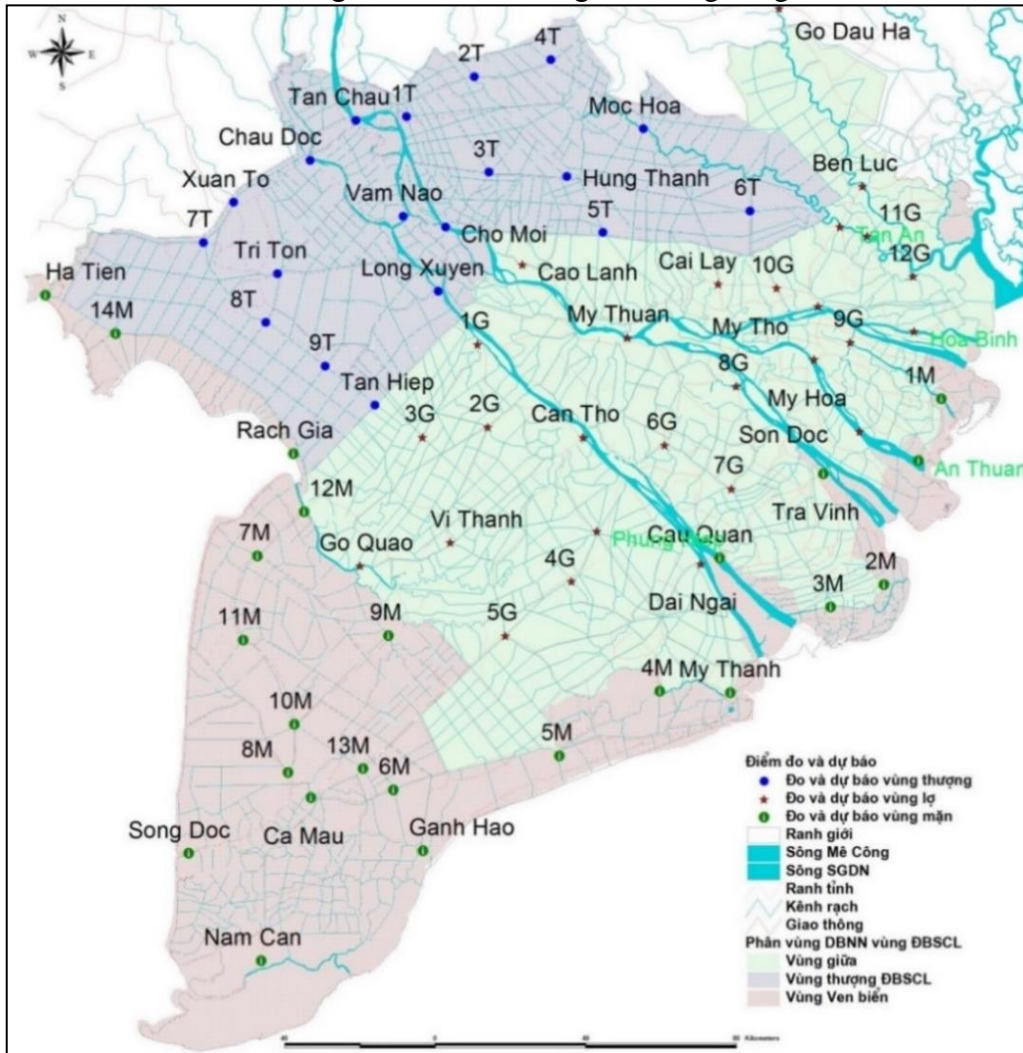 N
W E
S
Go Dau Ha
4T
2T
Tan Chau
1T
Moc Hoa
Chau Doc
3T
Ben Luc
Xuan To
Hung Thanh
6T
Vam Nao
7T
5T
11G
Tan An
Tri Ton
Cho Moi
12G
Ha Tien
Long Xuyen
Cao Lanh
Cai Lay
10G
14M
8T
My Thuan
My Tho
9G
1G
Hoa Binh
9T
8G
1M
Tan Hiep
My Hoa
3G
2G
Can Tho
6G
Rach Gia
Son Doc
7G
An Thuan
12M
Vi Thanh
Tra Vinh
7M
Go Quao
Cau Quan
4G
2M
3M
11M
9M
5G
Dai Ngai
4M
My Thanh
10M
5M
8M
13M
6M
Song Doc
Ca Mau
Ganh Hao
Nam Can
Điểm đo và dự báo
Đo và dự báo vùng thượng
Đo và dự báo vùng lợ
Đo và dự báo vùng mặn
Ranh giới
Sông Mê Công
Sông SGDN
Ranh tỉnh
Kênh rạch
Giao thông
Phân vùng DBNN vùng ĐBSCL
Vùng giữa
Vùng thượng ĐBSCL
Vùng Ven biển
Kilometers